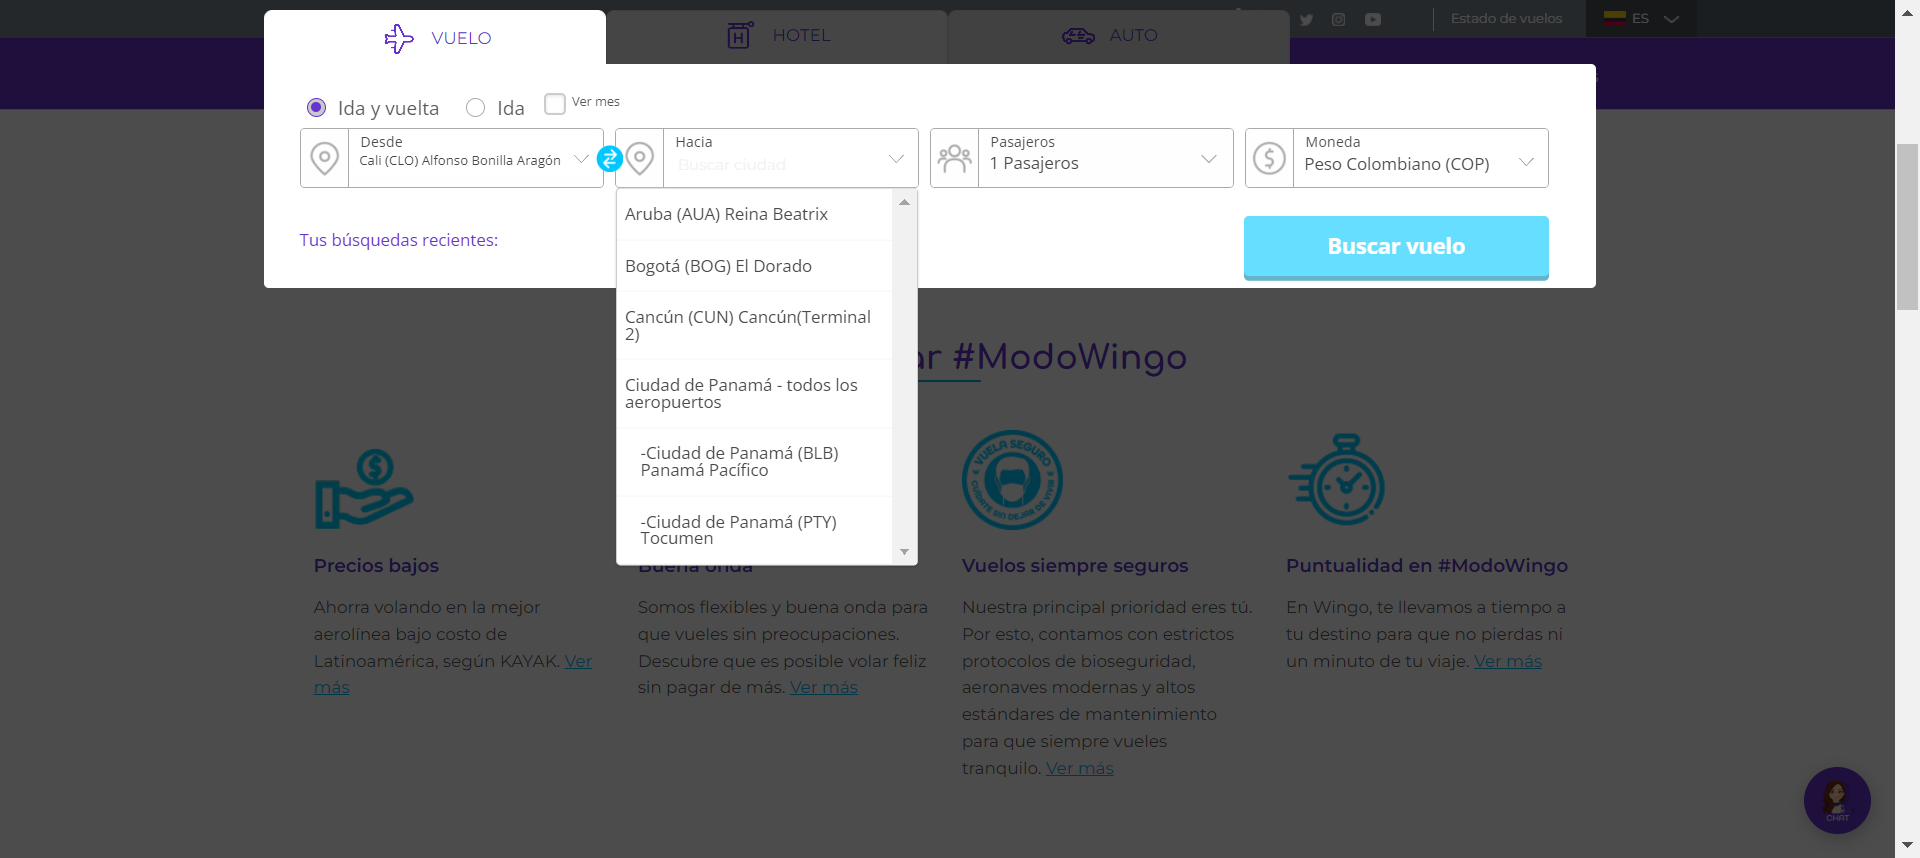 VUELO
HOTEL
AUTO
Estado de vuelos
ES
Ida y vuelta
Ida
Ver mes
Desde
Cali (CLO) Alfonso Bonilla Aragón
Hacia
Buscar ciudad
Pasajeros
1 Pasajeros
Moneda
Peso Colombiano (COP)
Tus búsquedas recientes:
Buscar vuelo
Aruba (AUA) Reina Beatrix
Bogotá (BOG) El Dorado
Cancún (CUN) Cancún(Terminal
2)
Ciudad de Panamá - todos los
aeropuertos
-Ciudad de Panamá (BLB)
Panamá Pacífico
-Ciudad de Panamá (PTY)
Tocumen
#ModoWingo
Precios bajos
Ahorra volando en la mejor
aerolínea bajo costo de
Latinoamérica, según KAYAK. Ver
más
Buena onda
Somos flexibles y buena onda para
que vueles sin preocupaciones.
Descubre que es posible volar feliz
sin pagar de más. Ver más
VUELA SEGURO
CUÍDATE SIN DEJAR DE VIVIR
Vuelos siempre seguros
Nuestra principal prioridad eres tú.
Por esto, contamos con estrictos
protocolos de bioseguridad,
aeronaves modernas y altos
estándares de mantenimiento
para que siempre vueles
tranquilo. Ver más
Puntualidad en #ModoWingo
En Wingo, te llevamos a tiempo a
tu destino para que no pierdas ni
un minuto de tu viaje. Ver más
CHAT